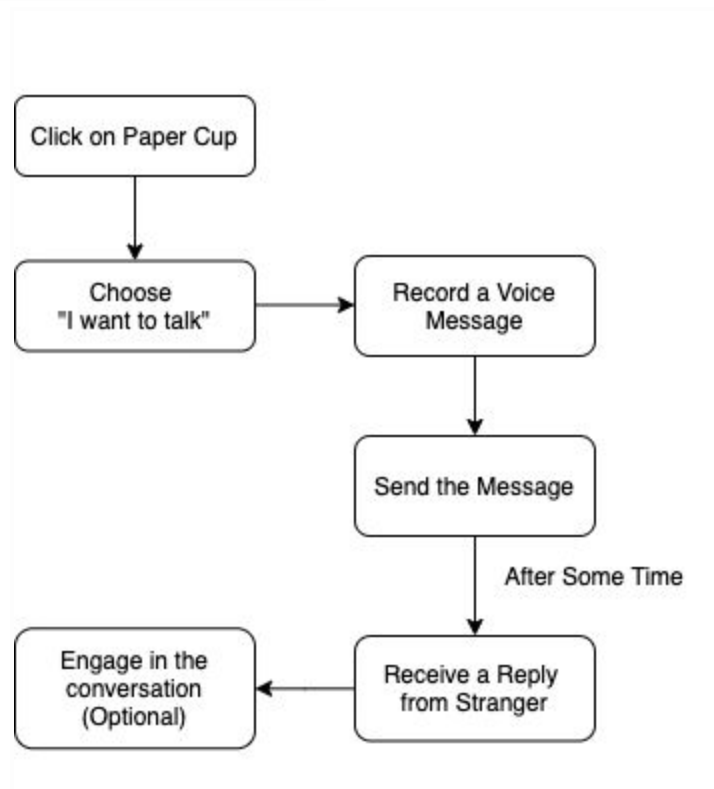 Click on Paper Cup
Choose
"I want to talk"
Record a Voice
Message
Send the Message
After Some Time
Receive a Reply
from Stranger
Engage in the
conversation
(Optional)